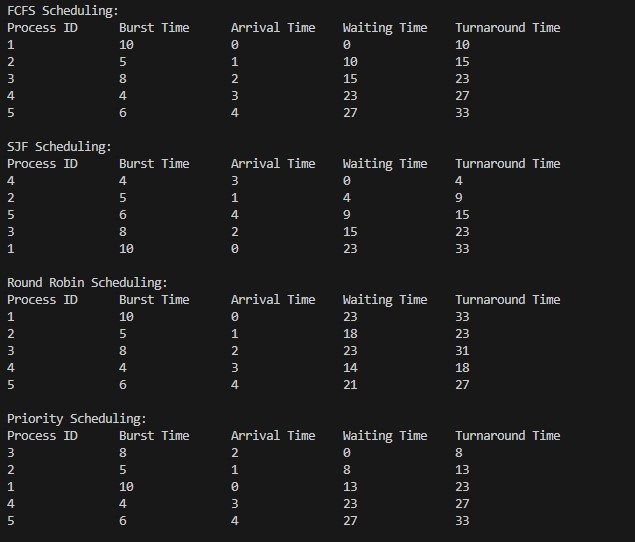 FCFS Scheduling:
Process ID Burst Time Arrival Time Waiting Time Turnaround Time
1 10 0 0 10
2 5 1 10 15
3 8 2 15 23
4 4 3 23 27
5 6 4 27 33
SJF Scheduling:
Process ID Burst Time Arrival Time Waiting Time Turnaround Time
4 4 3 0 4
2 5 1 4 9
5 6 4 9 15
3 8 2 15 23
1 10 0 23 33
Round Robin Scheduling:
Process ID Burst Time Arrival Time Waiting Time Turnaround Time
1 10 0 23 33
2 5 1 18 23
3 8 2 23 31
4 4 3 14 18
5 6 4 21 27
Priority Scheduling:
Process ID Burst Time Arrival Time Waiting Time Turnaround Time
3 8 2 0 8
2 5 1 8 13
1 10 0 13 23
4 4 3 23 27
5 6 4 27 33